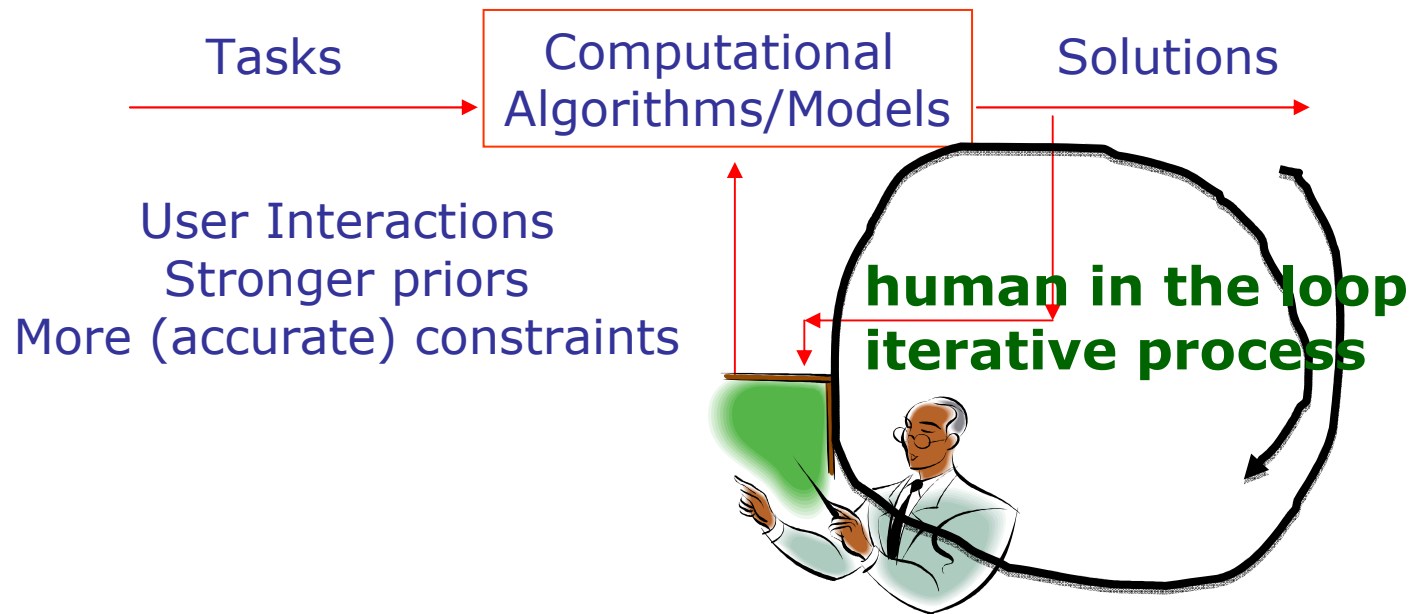 Tasks
Computational
Algorithms/Models
Solutions
User Interactions
Stronger priors
More (accurate) constraints
human in the loop
iterative process